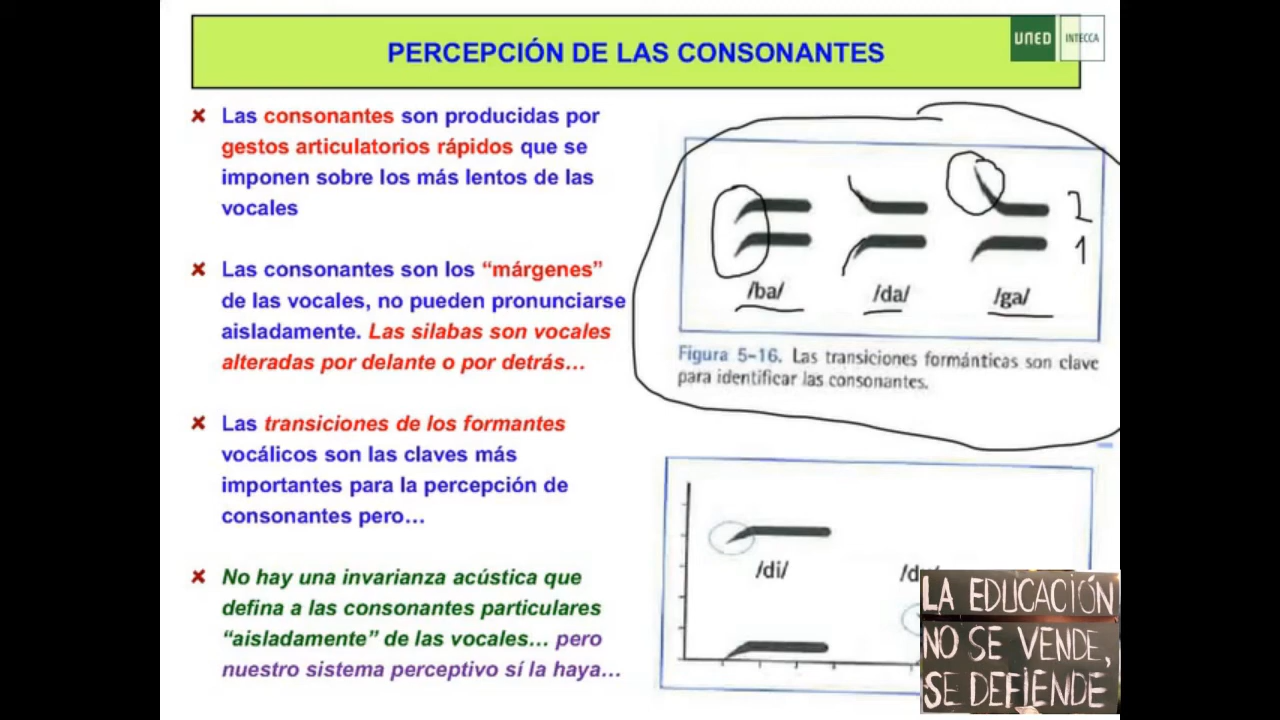 PERCEPCIÓN DE LAS CONSONANTES
UNED
INTECCA
Las consonantes son producidas por
gestos articulatorios rápidos que se
imponen sobre los más lentos de las
vocales
Las consonantes son los “márgenes”
de las vocales, no pueden pronunciarse
aisladamente. Las silabas son vocales
alteradas por delante o por detrás…
Las transiciones de los formantes
vocálicos son las claves más
importantes para la percepción de
consonantes pero…
No hay una invarianza acústica que
defina a las consonantes particulares
“aisladamente” de las vocales… pero
nuestro sistema perceptivo sí la haya…
2
1
/ba/ /da/ /ga/
Figura 5-16. Las transiciones formánticas son clave
para identificar las consonantes.
/di/
LA EDUCACIÓN
NO SE VENDE,
SE DEFIENDE